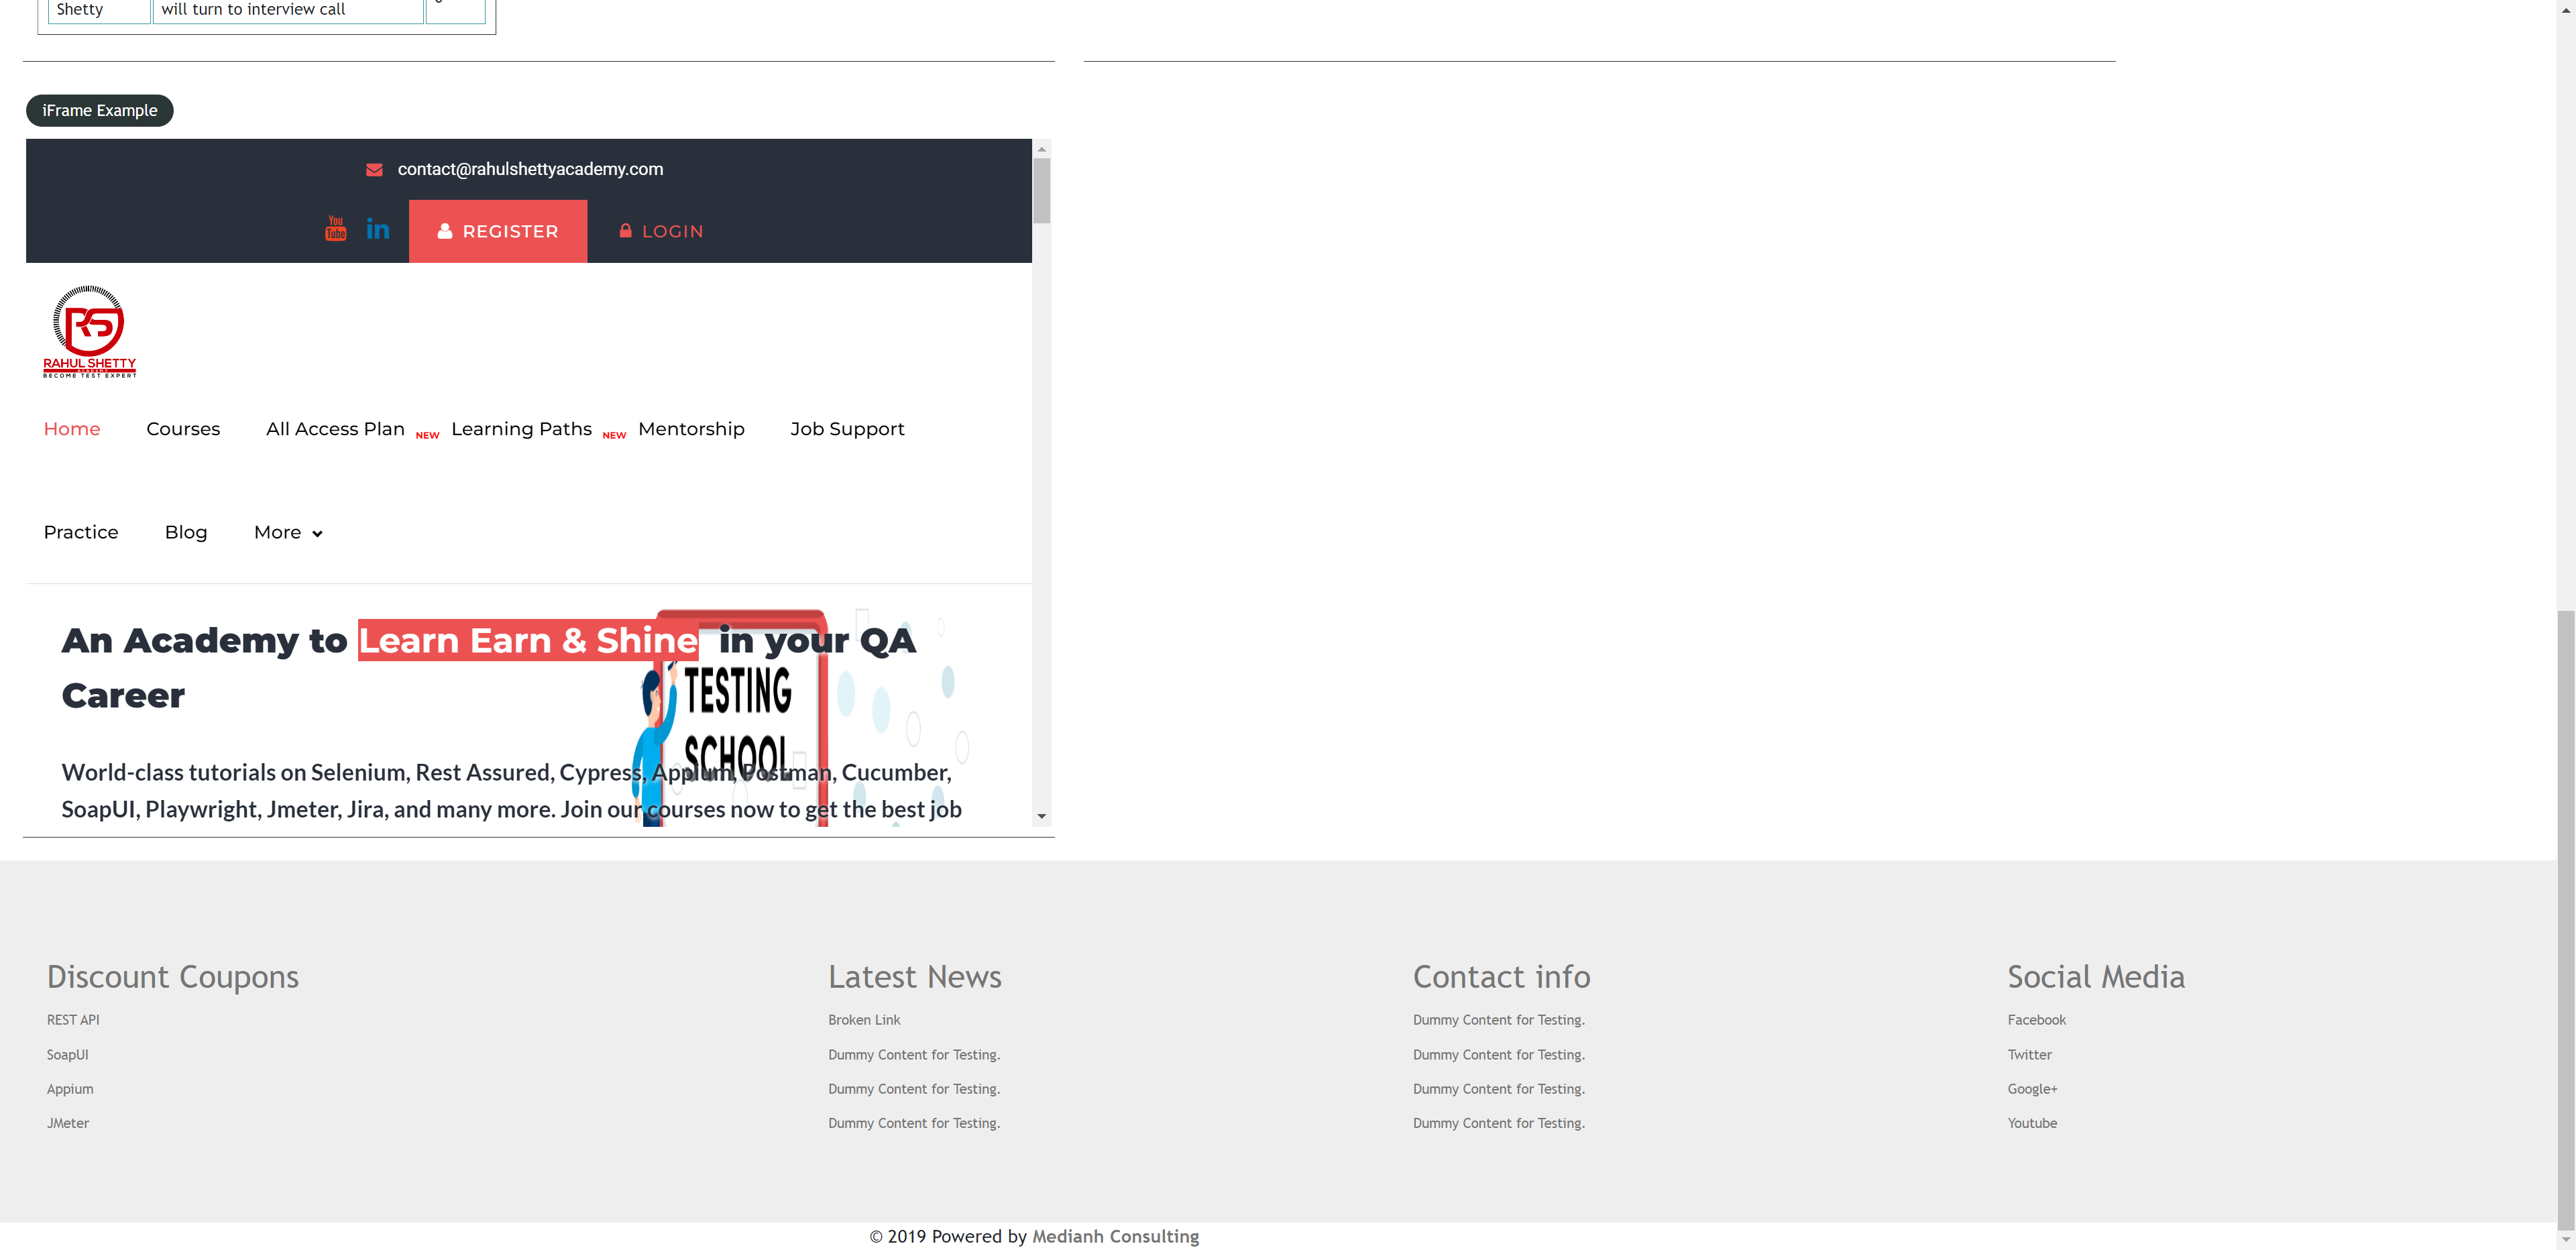 Shetty
will turn to interview call
iFrame Example
contact@rahulshettyacademy.com
You
Tube
in
REGISTER
LOGIN
RS
RAHUL SHETTY
ACADEMY
BECOME TEST EXPERT
Home
Courses
All Access Plan
NEW
Learning Paths
NEW
Mentorship
Job Support
Practice
Blog
More
An Academy to Learn Earn & Shine in your QA
Career
TESTING
SCHOOL
World-class tutorials on Selenium, Rest Assured, Cypress, Appium, Postman, Cucumber,
SoapUI, Playwright, Jmeter, Jira, and many more. Join our courses now to get the best job
Discount Coupons
REST API
SoapUI
Appium
JMeter
Latest News
Broken Link
Dummy Content for Testing.
Dummy Content for Testing.
Dummy Content for Testing.
Contact info
Dummy Content for Testing.
Dummy Content for Testing.
Dummy Content for Testing.
Dummy Content for Testing.
Social Media
Facebook
Twitter
Google+
Youtube
© 2019 Powered by Medianh Consulting